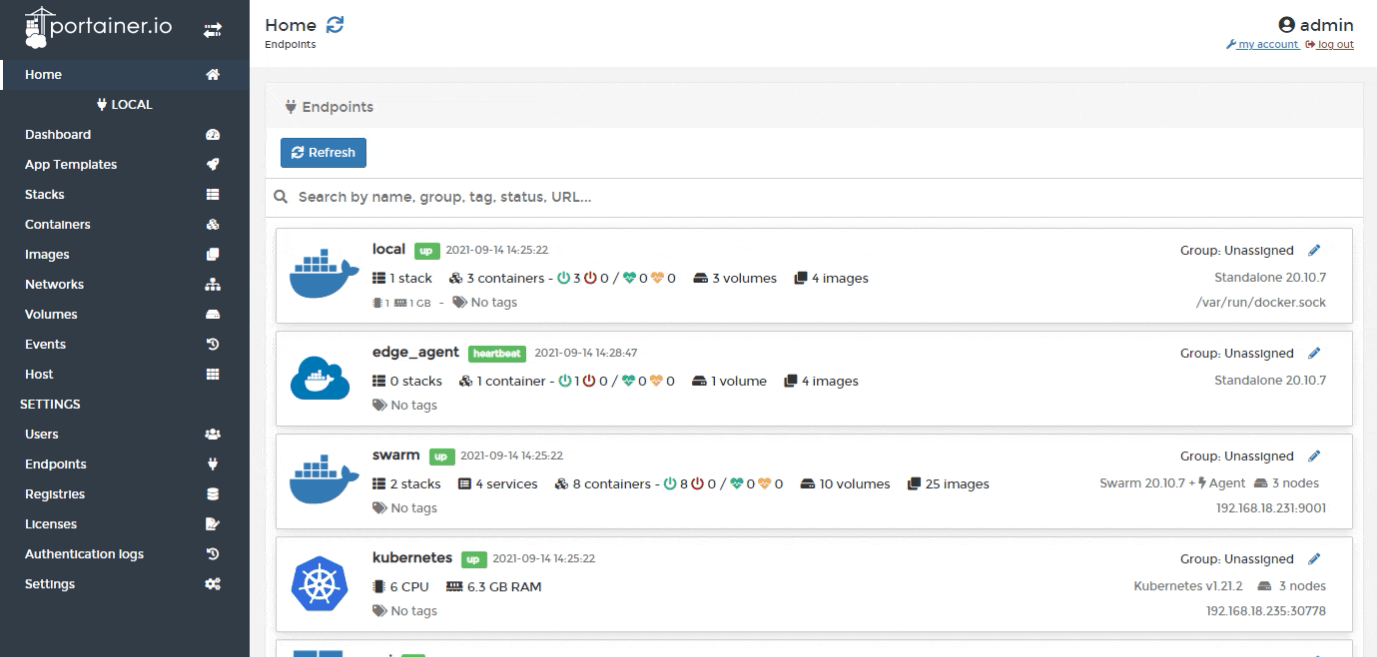 portainer.io
Home
LOCAL
Dashboard
App Templates
Stacks
Containers
Images
Networks
Volumes
Events
Host
SETTINGS
Users
Endpoints
Registries
Licenses
Authentication logs
Settings
Home
Endpoints
admin
my account log out
Endpoints
Refresh
Search by name, group, tag, status, URL...
local up 2021-09-14 14:25:22 Group: Unassigned
1 stack 3 containers - 3 0 / 0 0 3 volumes 4 images Standalone 20.10.7
1 1 GB - No tags /var/run/docker.sock
edge_agent heartbeat 2021-09-14 14:28:47 Group: Unassigned
0 stacks 1 container - 1 0 / 0 0 1 volume 4 images Standalone 20.10.7
No tags
swarm up 2021-09-14 14:25:22 Group: Unassigned
2 stacks 4 services 8 containers - 8 0 / 0 0 10 volumes 25 images Swarm 20.10.7 + Agent 3 nodes
No tags 192.168.18.231:9001
kubernetes up 2021-09-14 14:25:22 Group: Unassigned
6 CPU 6.3 GB RAM Kubernetes v1.21.2 3 nodes
No tags 192.168.18.235:30778